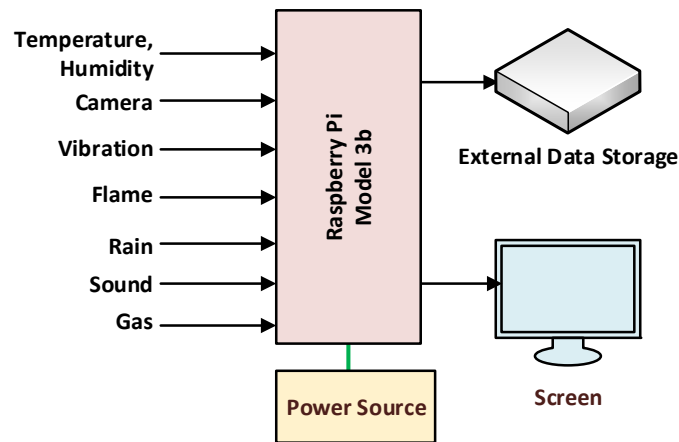 Temperature,
Humidity
Camera
Vibration
Flame
Rain
Sound
Gas
Raspberry Pi
Model 3b
External Data Storage
Screen
Power Source